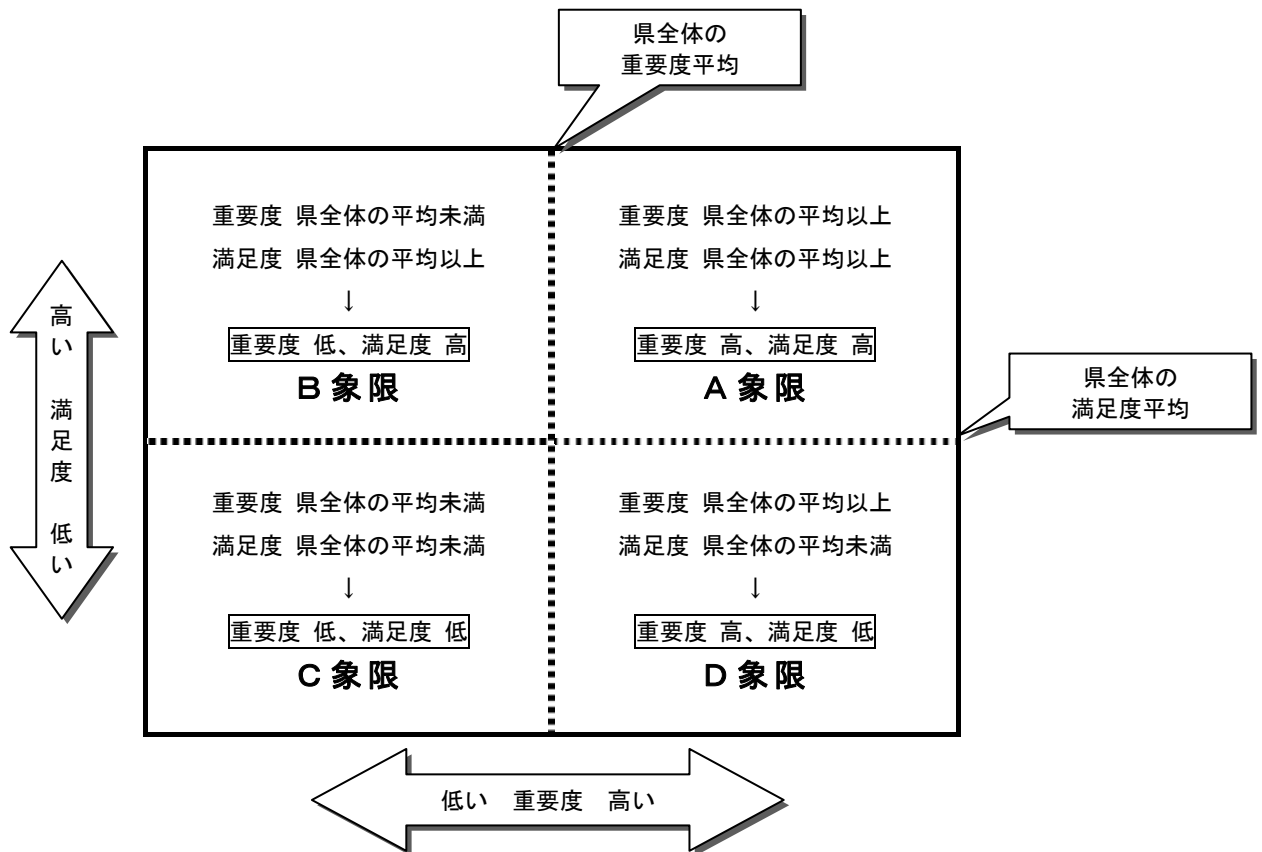 県全体の
重要度平均
重要度 県全体の平均未満
満足度 県全体の平均以上
↓
重要度 低、満足度 高
B象限
重要度 県全体の平均以上
満足度 県全体の平均以上
↓
重要度 高、満足度 高
A象限
高い 満足度 低い
県全体の
満足度平均
重要度 県全体の平均未満
満足度 県全体の平均未満
↓
重要度 低、満足度 低
C象限
重要度 県全体の平均以上
満足度 県全体の平均未満
↓
重要度 高、満足度 低
D象限
低い 重要度 高い